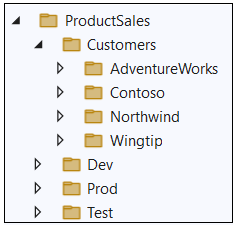 ProductSales
Customers
AdventureWorks
Contoso
Northwind
Wingtip
Dev
Prod
Test